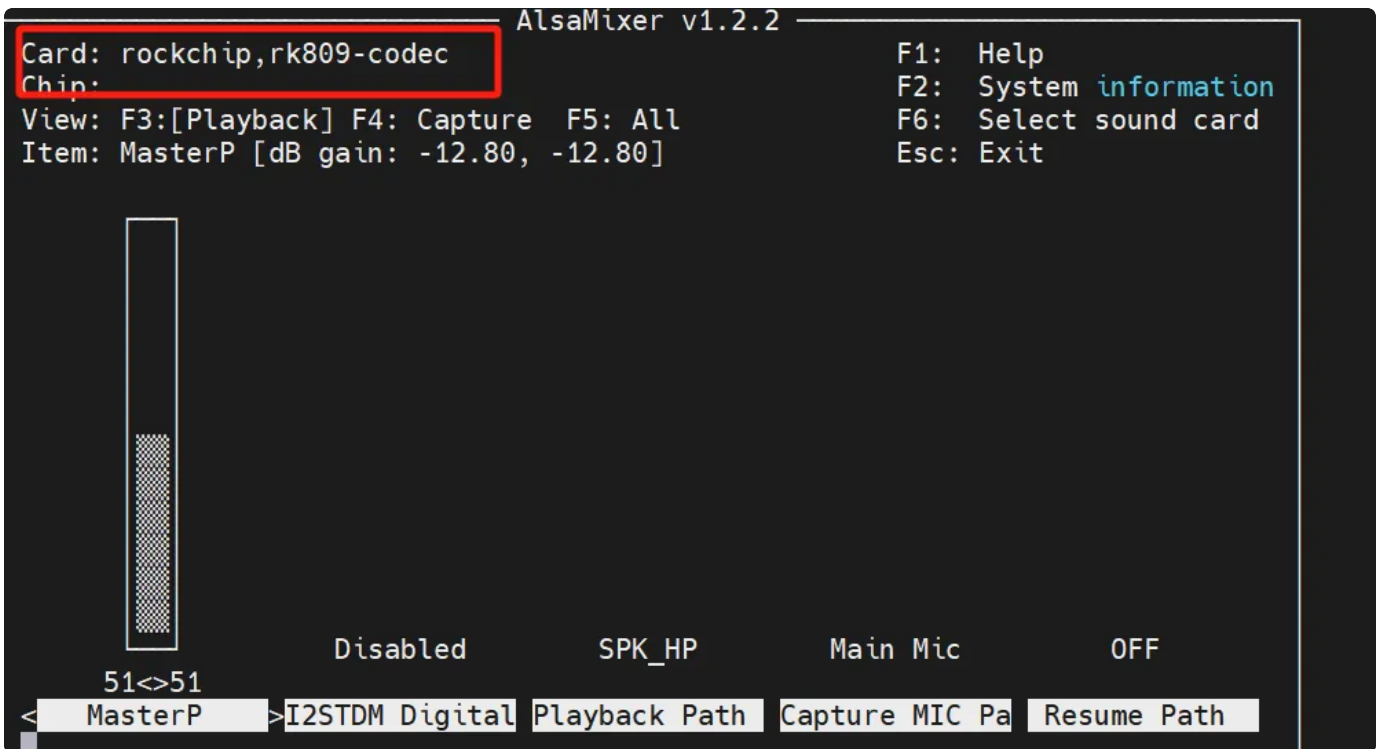 AlsaMixer v1.2.2
Card: rockchip,rk809-codec F1: Help
Chip: F2: System information
View: F3:[Playback] F4: Capture F5: All F6: Select sound card
Item: MasterP [dB gain: -12.80, -12.80] Esc: Exit
Disabled SPK_HP Main Mic OFF
51<>51
< MasterP >I2STDM Digital Playback Path Capture MIC Pa Resume Path